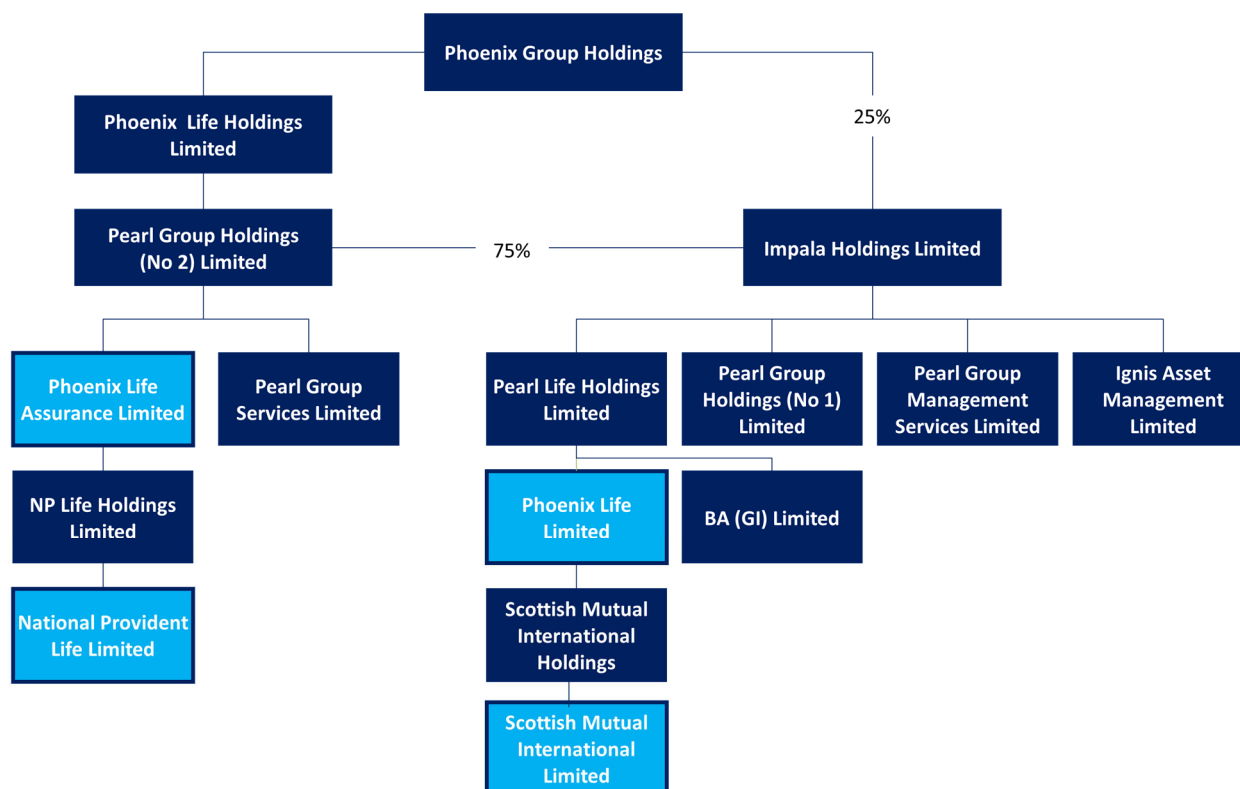 Phoenix Group Holdings
Phoenix Life Holdings
Limited
25%
Pearl Group Holdings
(No 2) Limited
75%
Impala Holdings Limited
Phoenix Life
Assurance Limited
Pearl Group
Services Limited
Pearl Life Holdings
Limited
Pearl Group
Holdings (No 1)
Limited
Pearl Group
Management
Services Limited
Ignis Asset
Management
Limited
NP Life Holdings
Limited
Phoenix Life
Limited
BA (GI) Limited
National Provident
Life Limited
Scottish Mutual
International
Holdings
Scottish Mutual
International
Limited